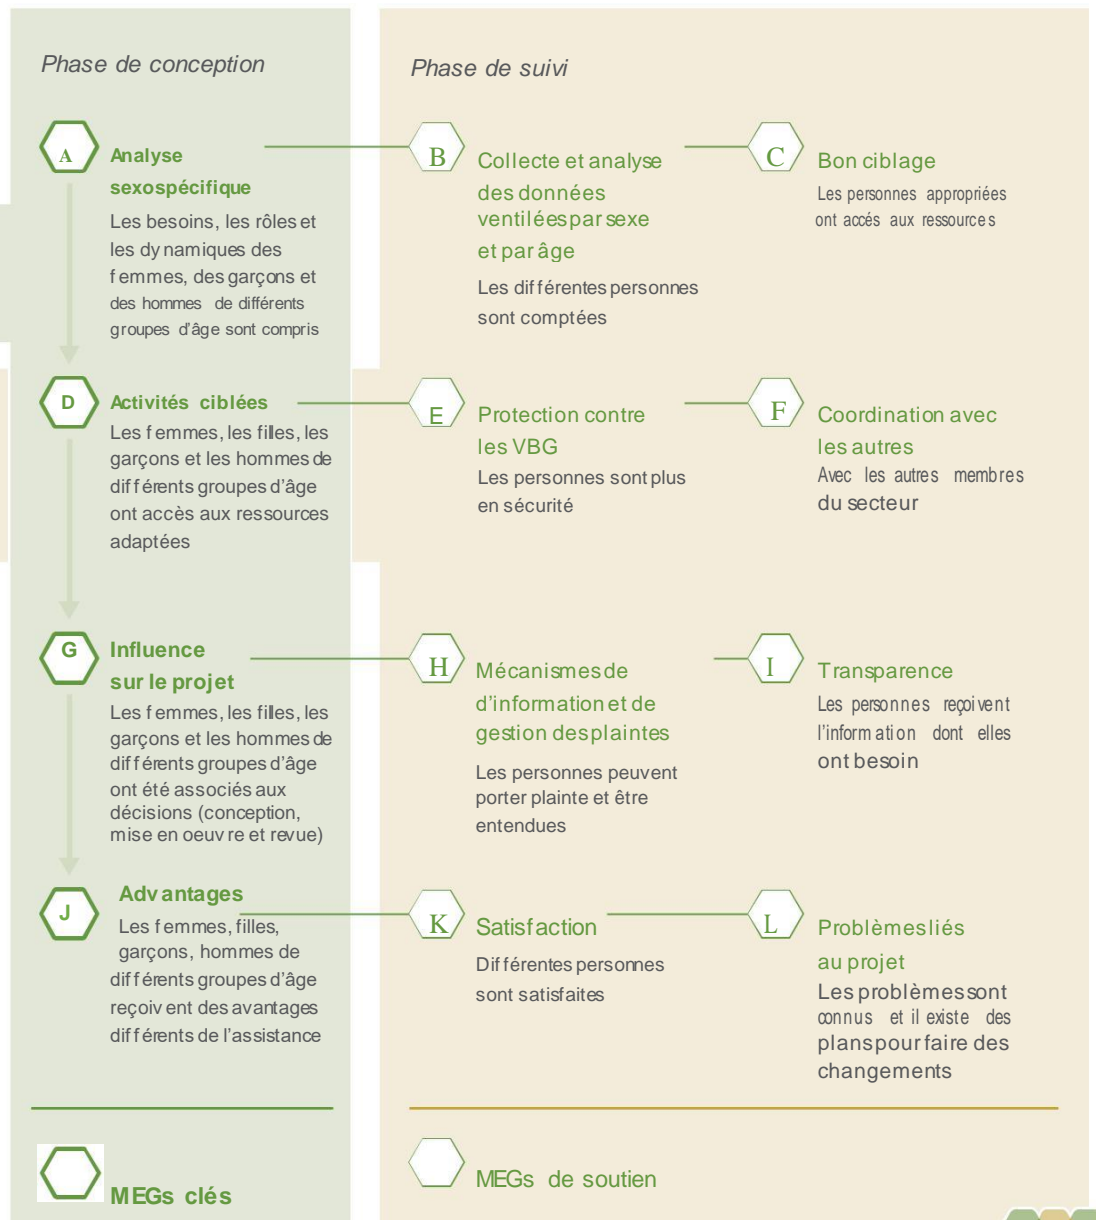 Phase de conception
Phase de suivi
A
Analyse
sexospécifique
Les besoins, les rôles et
les dynamiques des
femmes, des garçons et
des hommes de différents
groupes d'âge sont compris
B
Collecte et analyse
des données
ventilées par sexe
et par âge
Les différentes personnes
sont comptées
C
Bon ciblage
Les personnes appropriées
ont accés aux ressources
D
Activités ciblées
Les femmes, les filles, les
garçons et les hommes de
différents groupes d'âge
ont accès aux ressources
adaptées
E
Protection contre
les VBG
Les personnes sont plus
en sécurité
F
Coordination avec
les autres
Avec les autres membres
du secteur
G
Influence
sur le projet
Les femmes, les filles, les
garçons et les hommes de
différents groupes d'âge
ont été associés aux
décisions (conception,
mise en oeuvre et revue)
H
Mécanismes de
d'information et de
gestion des plaintes
Les personnes peuvent
porter plainte et être
entendues
I
Transparence
Les personnes reçoivent
l'information dont elles
ont besoin
J
Advantages
Les femmes, filles,
garçons, hommes de
différents groupes d'âge
reçoivent des avantages
différents de l'assistance
K
Satisfaction
Différentes personnes
sont satisfaites
L
Problèmes liés
au projet
Les problèmes sont
connus et il existe des
plans pour faire des
changements
MEGs clés
MEGs de soutien